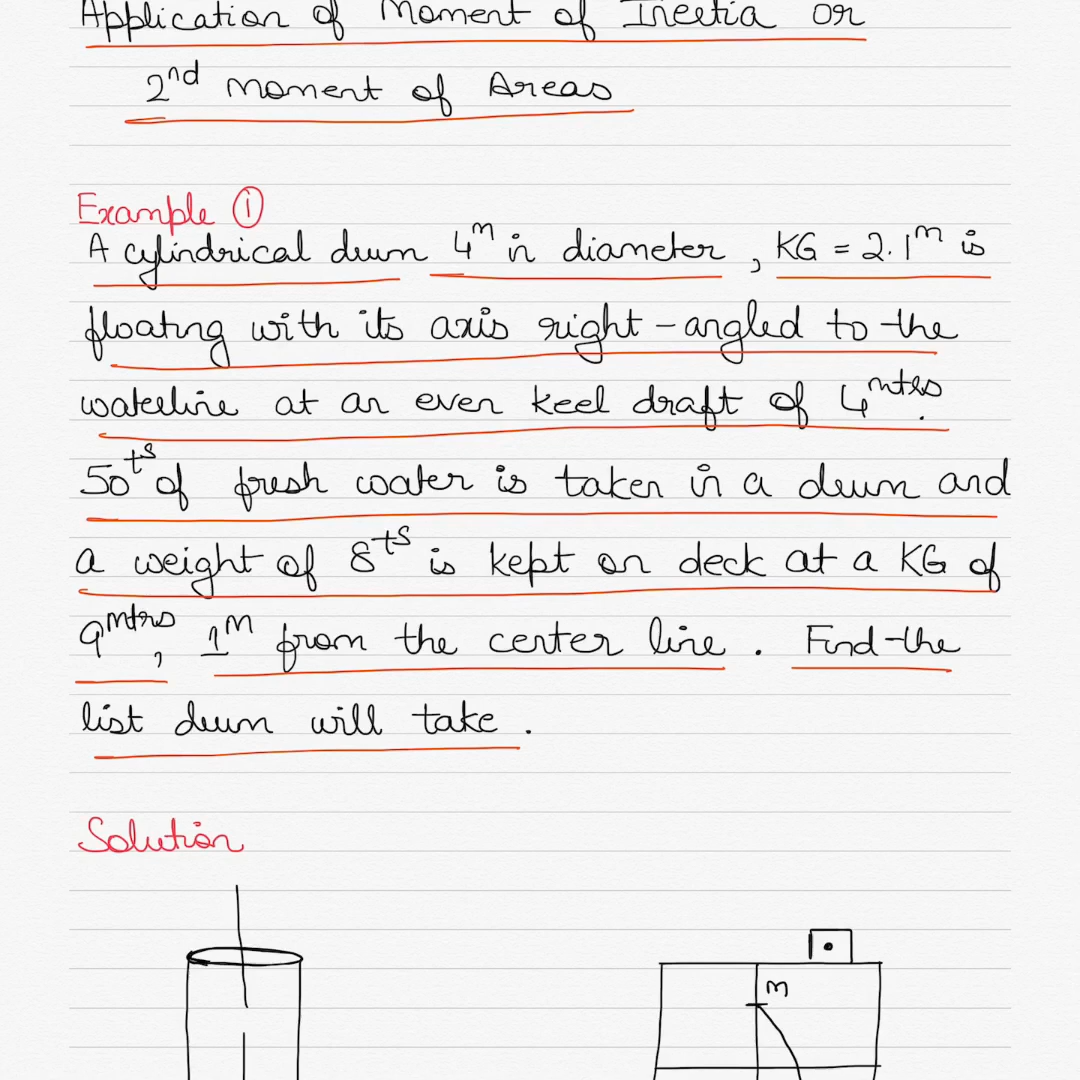 Application of Moment of Inertia or
2nd Moment of Areas
Example ①
A cylindrical drum 4m in diameter, KG = 2.1m is
floating with its axis right-angled to the
waterline at an even keel draft of 4mtrs.
50ts of fresh water is taken in a drum and
a weight of 8ts is kept on deck at a KG of
9mtrs, 1m from the center line. Find the
list drum will take.
Solution
M